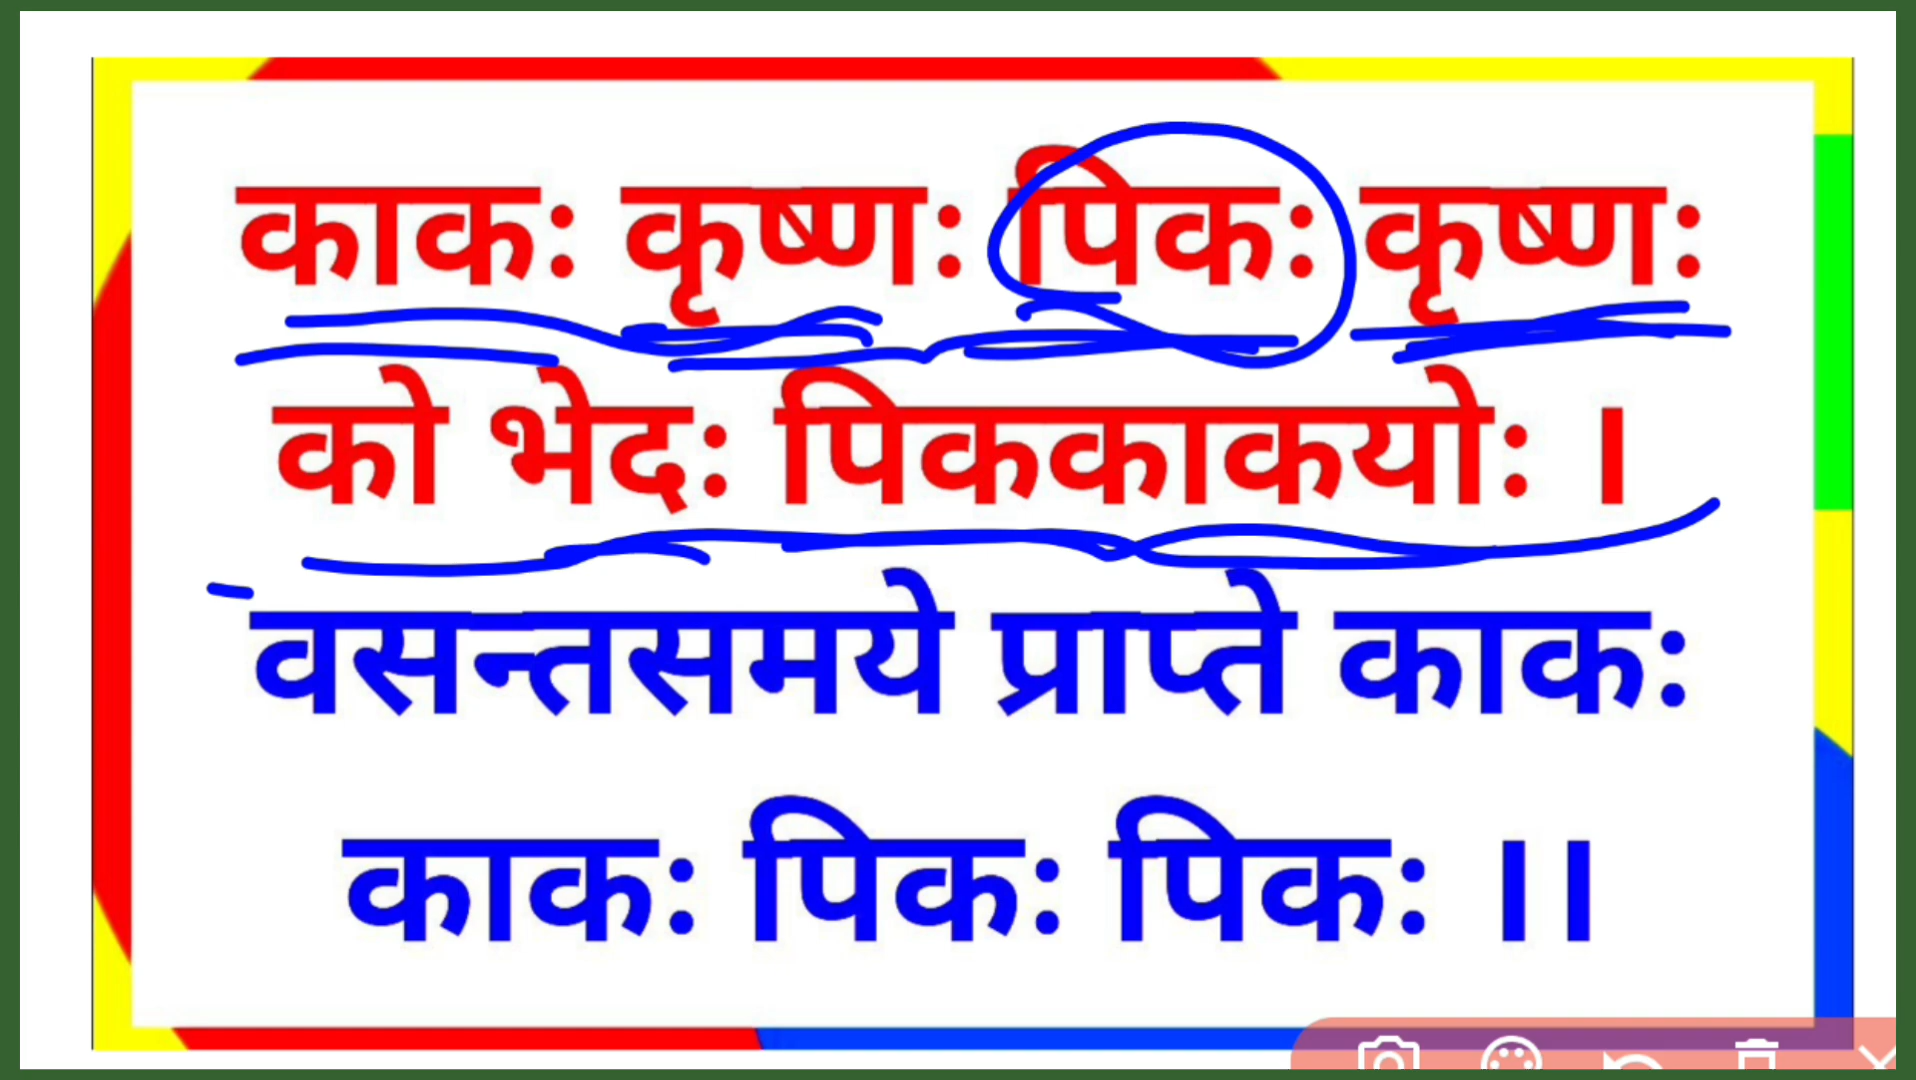 काकः कृष्णः पिकः कृष्णः
को भेदः पिककाकयोः ।
वसन्तसमये प्राप्ते काकः
काकः पिकः पिकः ।।